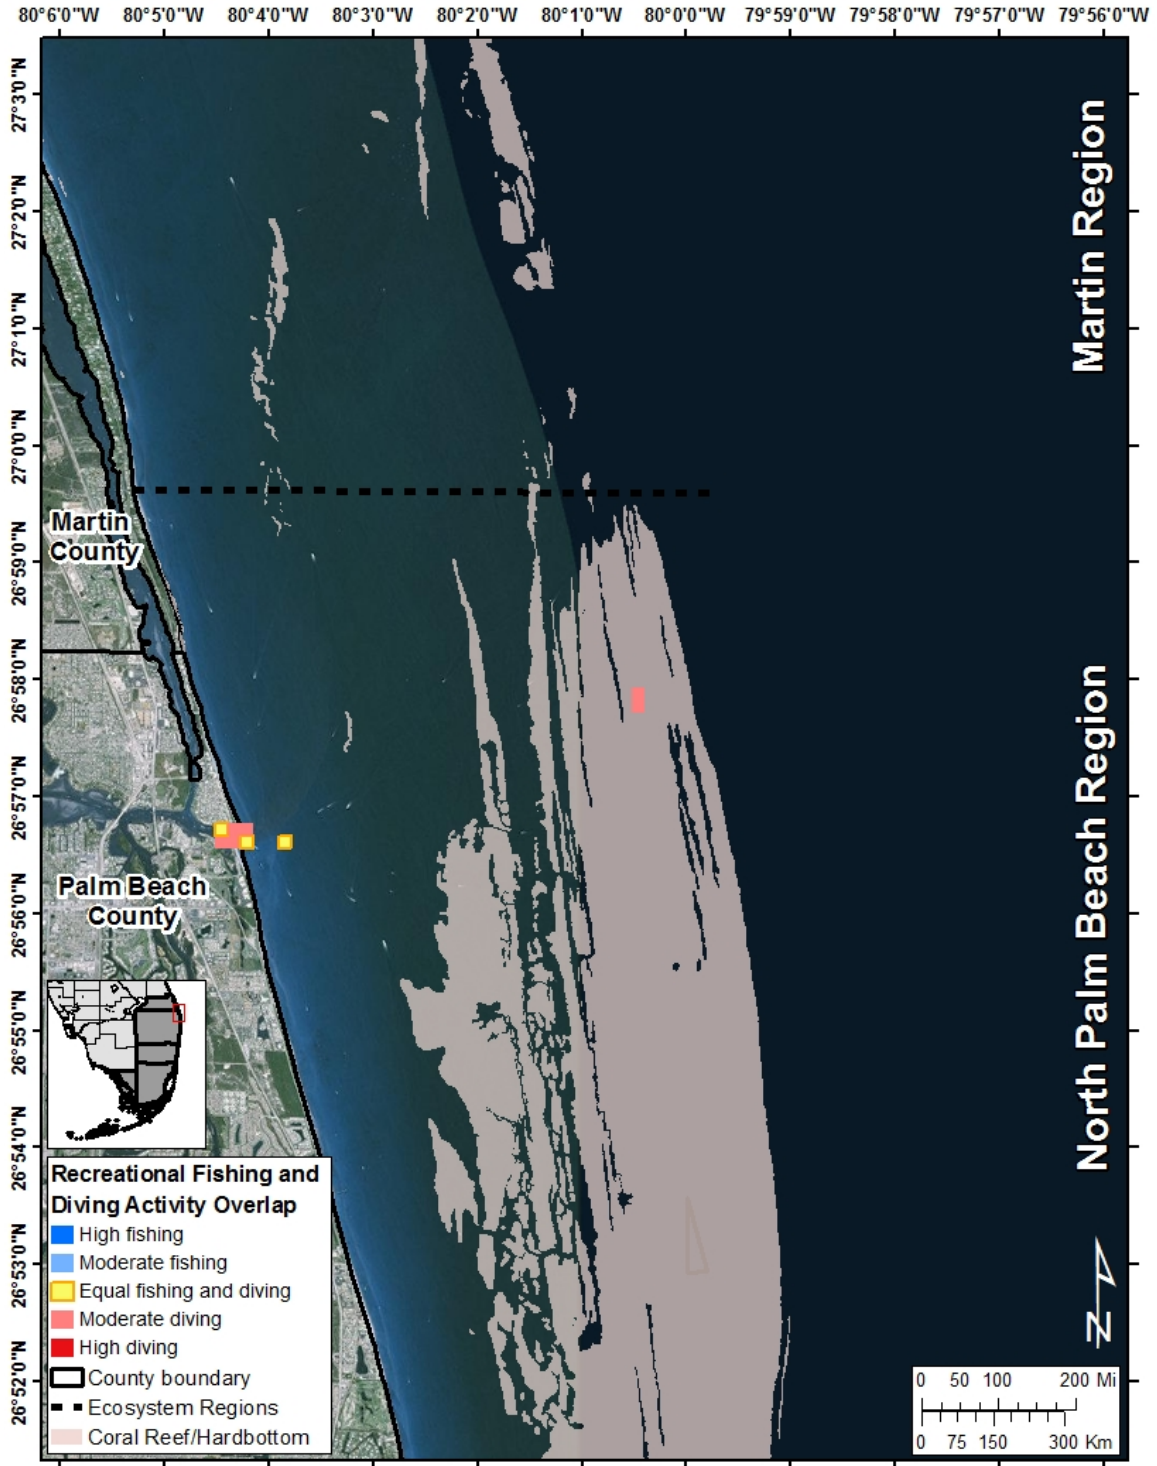 80°6'0"W 80°5'0"W 80°4'0"W 80°3'0"W 80°2'0"W 80°1'0"W 80°0'0"W 79°59'0"W 79°58'0"W 79°57'0"W 79°56'0"W
27°3'0"N
27°2'0"N
27°1'0"N
27°0'0"N
26°59'0"N
26°58'0"N
26°57'0"N
26°56'0"N
26°55'0"N
26°54'0"N
26°53'0"N
26°52'0"N
Martin Region
Martin
County
North Palm Beach Region
Palm Beach
County
Recreational Fishing and
Diving Activity Overlap
High fishing
Moderate fishing
Equal fishing and diving
Moderate diving
High diving
County boundary
Ecosystem Regions
Coral Reef/Hardbottom
N
0 50 100 200 Mi
0 75 150 300 Km